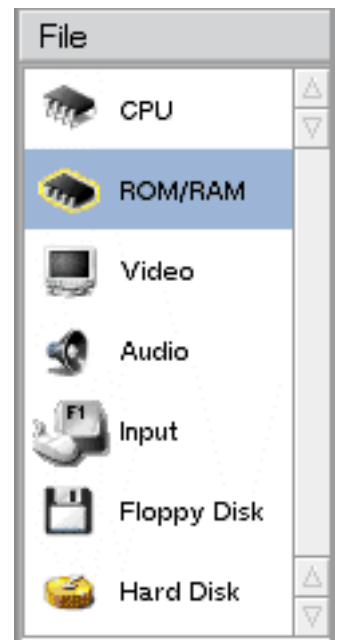 File
CPU
ROM/RAM
Video
Audio
F1
Input
Floppy Disk
Hard Disk